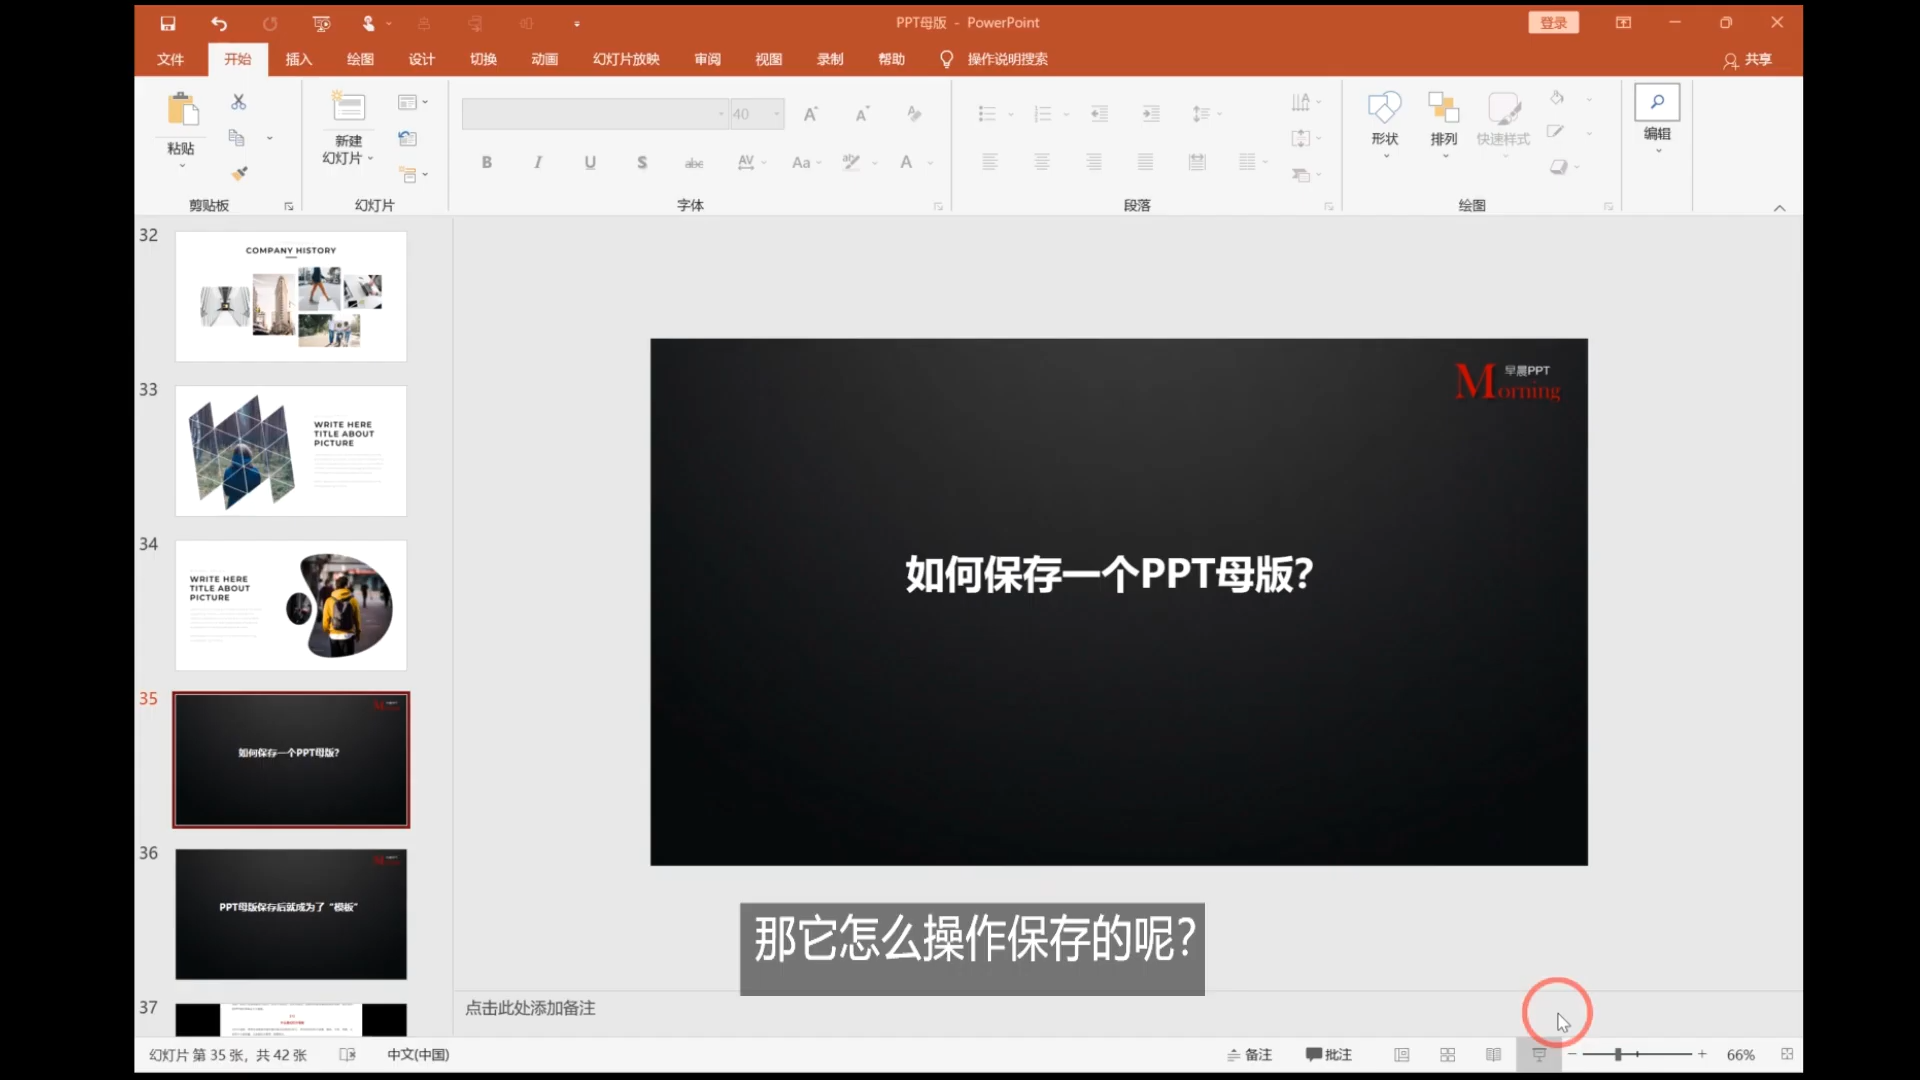 PPT母版 - PowerPoint
登录
文件 开始 插入 绘图 设计 切换 动画 幻灯片放映 审阅 视图 录制 帮助 操作说明搜索 共享
粘贴
新建
幻灯片
40
B I U S abc AV Aa A
形状 排列 快速样式 编辑
剪贴板 幻灯片 字体 段落 绘图
32
COMPANY HISTORY
33
WRITE HERE
TITLE ABOUT
PICTURE
34
WRITE HERE
TITLE ABOUT
PICTURE
35
如何保存一个PPT母版?
36
PPT母版保存后就成为了“模板”
37
早晨PPT
Morning
如何保存一个PPT母版?
那它怎么操作保存的呢?
点击此处添加备注
幻灯片 第 35 张，共 42 张 中文(中国) 备注 批注 66%